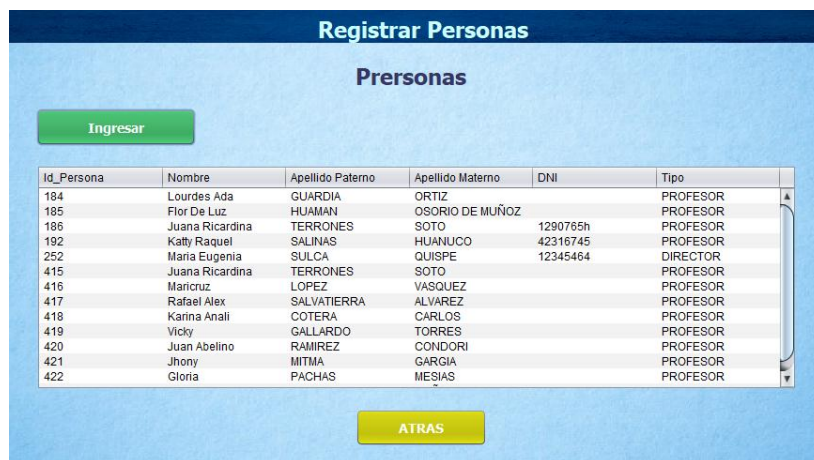 Registrar Personas
Prersonas
Ingresar
Id_Persona Nombre Apellido Paterno Apellido Materno DNI Tipo
184 Lourdes Ada GUARDIA ORTIZ PROFESOR
185 Flor De Luz HUAMAN OSORIO DE MUÑOZ PROFESOR
186 Juana Ricardina TERRONES SOTO 1290765h PROFESOR
192 Katty Raquel SALINAS HUANUCO 42316745 PROFESOR
252 Maria Eugenia SULCA QUISPE 12345464 DIRECTOR
415 Juana Ricardina TERRONES SOTO PROFESOR
416 Maricruz LOPEZ VASQUEZ PROFESOR
417 Rafael Alex SALVATIERRA ALVAREZ PROFESOR
418 Karina Anali COTERA CARLOS PROFESOR
419 Vicky GALLARDO TORRES PROFESOR
420 Juan Abelino RAMIREZ CONDORI PROFESOR
421 Jhony MITMA GARGIA PROFESOR
422 Gloria PACHAS MESIAS PROFESOR
ATRAS